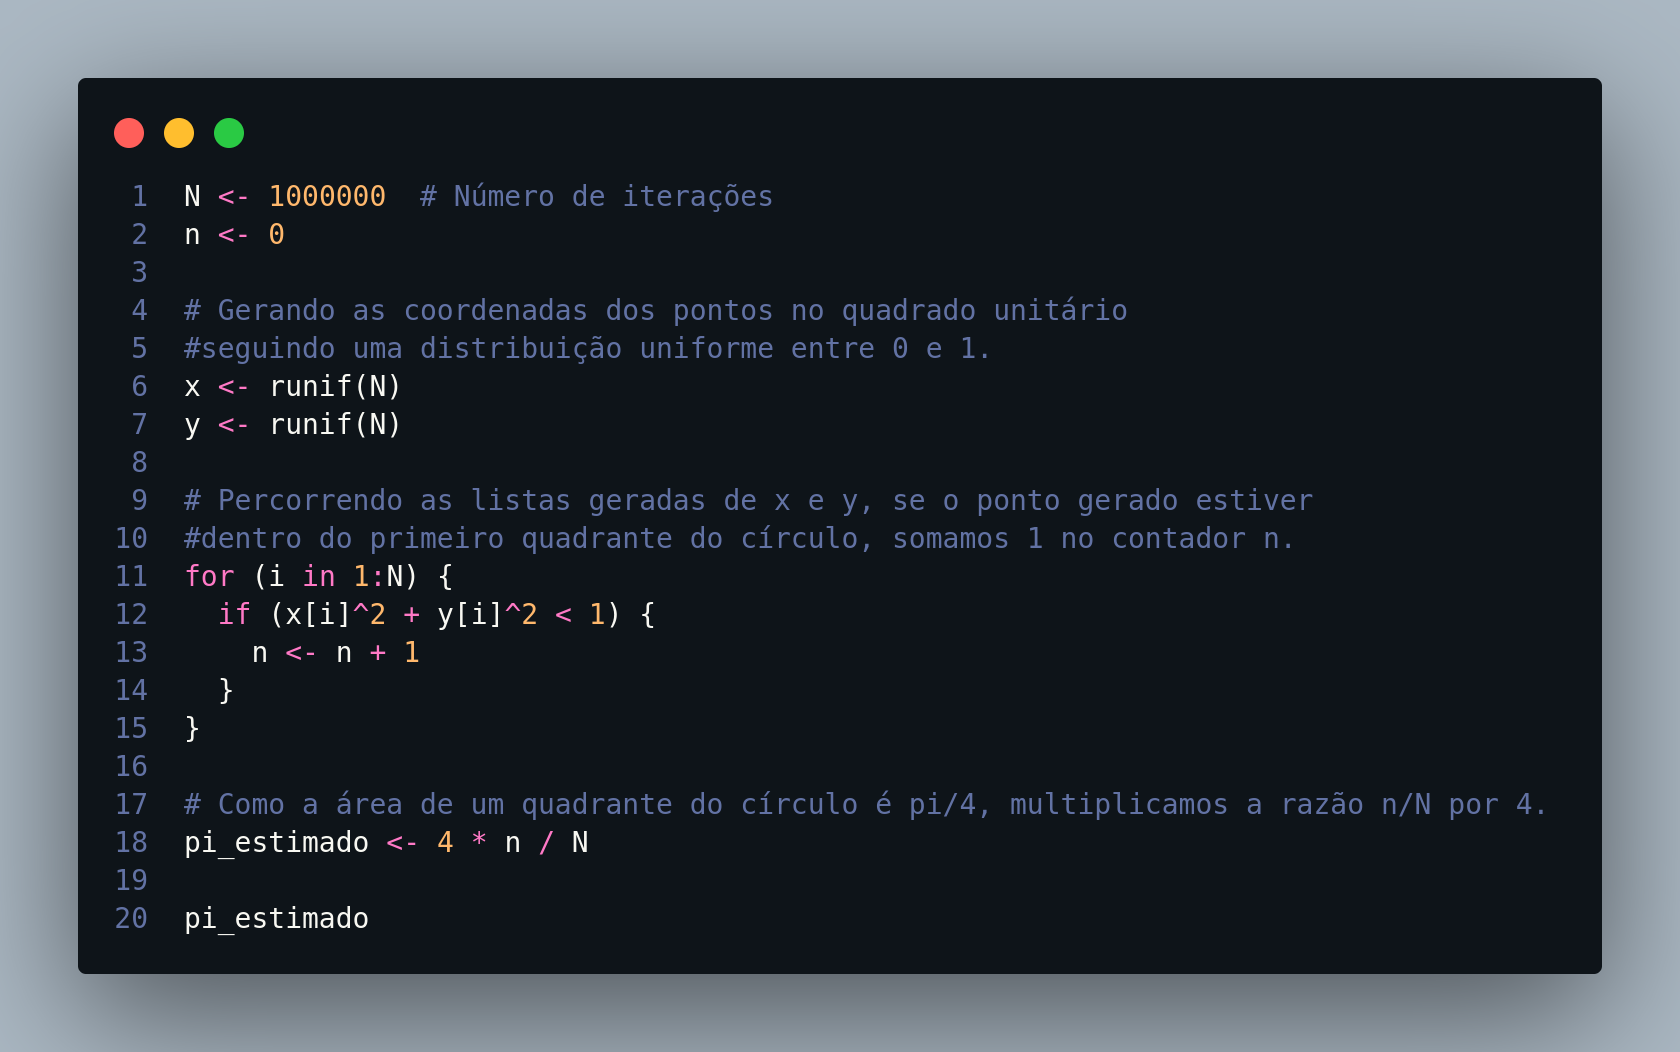 1 N <- 1000000  # Número de iterações
2 n <- 0
3
4 # Gerando as coordenadas dos pontos no quadrado unitário
5 #seguindo uma distribuição uniforme entre 0 e 1.
6 x <- runif(N)
7 y <- runif(N)
8
9 # Percorrendo as listas geradas de x e y, se o ponto gerado estiver
10 #dentro do primeiro quadrante do círculo, somamos 1 no contador n.
11 for (i in 1:N) {
12   if (x[i]^2 + y[i]^2 < 1) {
13     n <- n + 1
14   }
15 }
16
17 # Como a área de um quadrante do círculo é pi/4, multiplicamos a razão n/N por 4.
18 pi_estimado <- 4 * n / N
19
20 pi_estimado